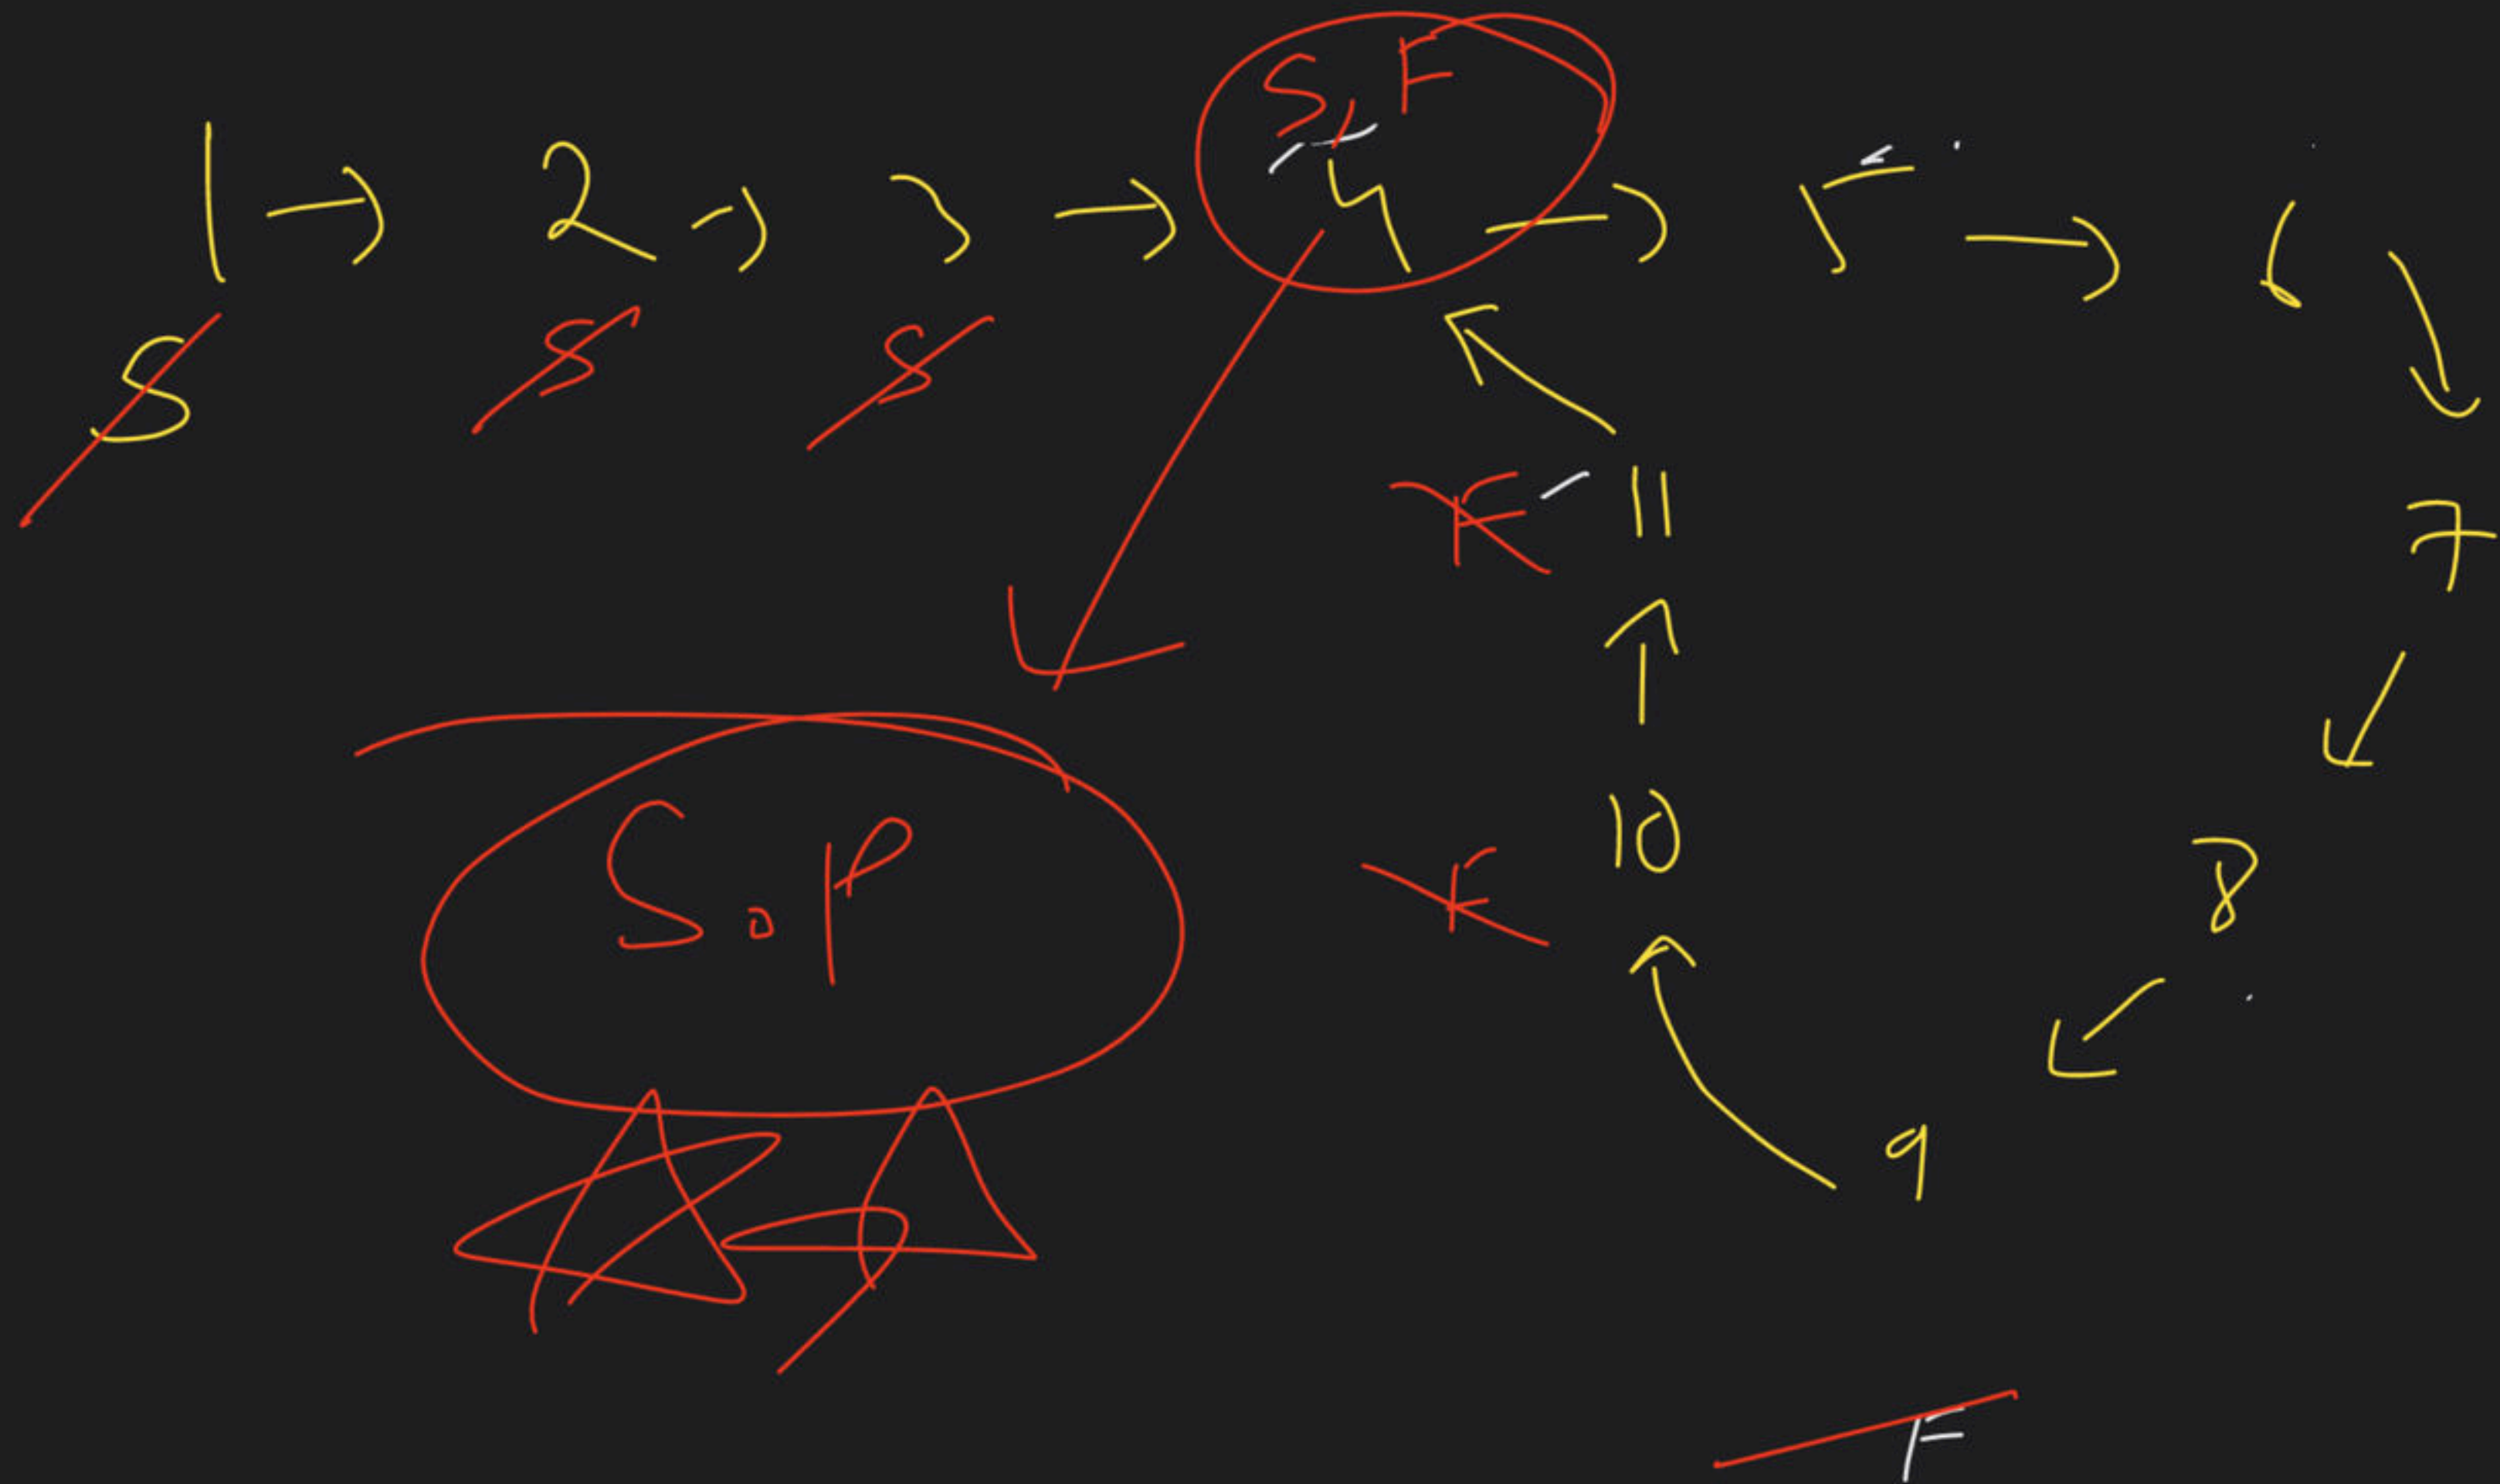 S, F
1 → 2 → 3 → 4 → 5 → 6
S S S
F 11 7
F 10 8
S.P
9
F